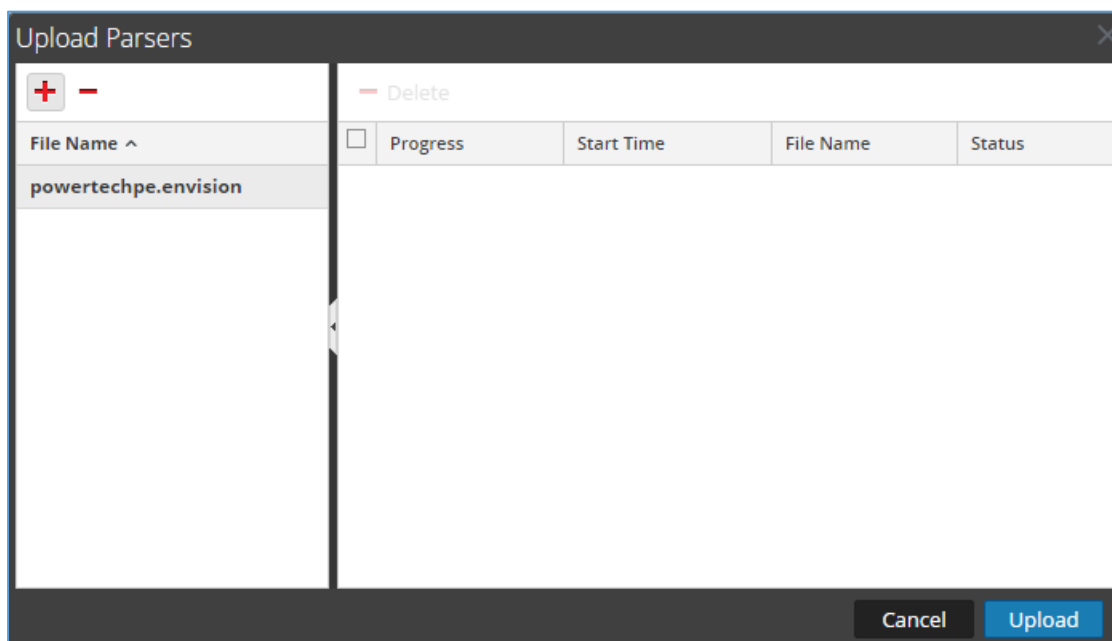 Upload Parsers
Delete
File Name
Progress Start Time File Name Status
powertechpe.envision
Cancel Upload